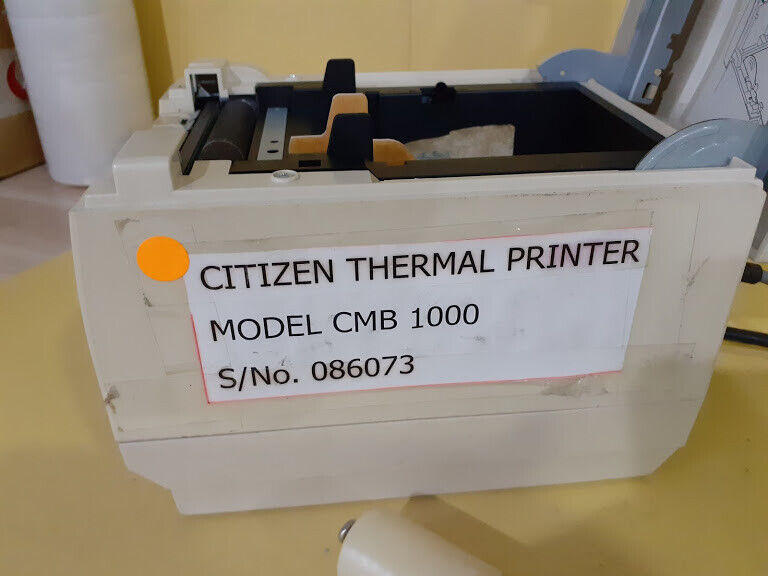 CITIZEN THERMAL PRINTER
MODEL CMB 1000
S/No. 086073